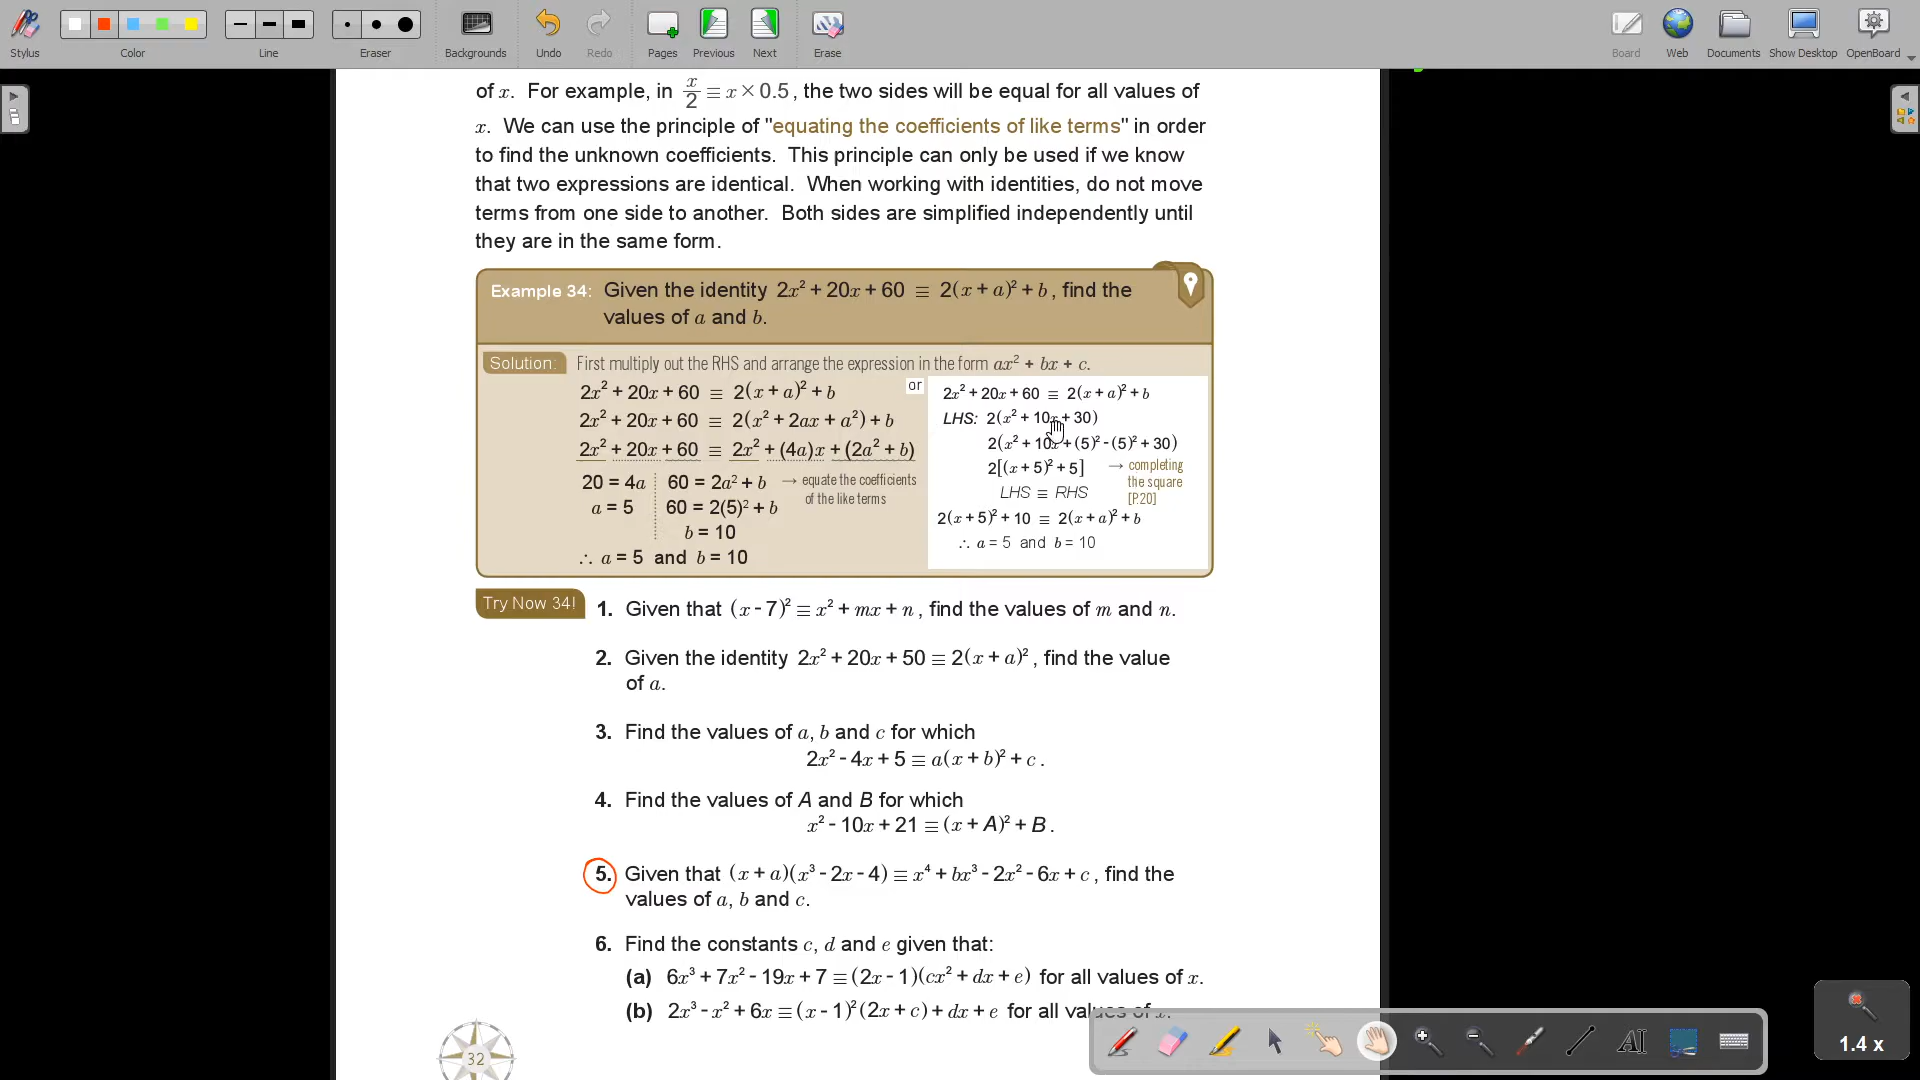 Stylus Color Line Eraser Backgrounds Undo Redo Pages Previous Next Erase Board Web Documents Show Desktop OpenBoard
of x. For example, in x/2 ≡ x × 0.5, the two sides will be equal for all values of
x. We can use the principle of "equating the coefficients of like terms" in order
to find the unknown coefficients. This principle can only be used if we know
that two expressions are identical. When working with identities, do not move
terms from one side to another. Both sides are simplified independently until
they are in the same form.
Example 34: Given the identity 2x² + 20x + 60 ≡ 2(x + a)² + b, find the
values of a and b.
Solution: First multiply out the RHS and arrange the expression in the form ax² + bx + c.
2x² + 20x + 60 ≡ 2(x + a)² + b
2x² + 20x + 60 ≡ 2(x² + 2ax + a²) + b
2x² + 20x + 60 ≡ 2x² + (4a)x + (2a² + b)
20 = 4a 60 = 2a² + b → equate the coefficients
of the like terms
a = 5 60 = 2(5)² + b
b = 10
∴ a = 5 and b = 10
or
2x² + 20x + 60 ≡ 2(x + a)² + b
LHS: 2(x² + 10x + 30)
2(x² + 10x + (5)² - (5)² + 30)
2[(x + 5)² + 5] → completing
the square
[P.20]
LHS ≡ RHS
2(x + 5)² + 10 ≡ 2(x + a)² + b
∴ a = 5 and b = 10
Try Now 34!
1. Given that (x - 7)² ≡ x² + mx + n, find the values of m and n.
2. Given the identity 2x² + 20x + 50 ≡ 2(x + a)², find the value
of a.
3. Find the values of a, b and c for which
2x² - 4x + 5 ≡ a(x + b)² + c.
4. Find the values of A and B for which
x² - 10x + 21 ≡ (x + A)² + B.
5. Given that (x + a)(x³ - 2x - 4) ≡ x⁴ + bx³ - 2x² - 6x + c, find the
values of a, b and c.
6. Find the constants c, d and e given that:
(a) 6x³ + 7x² - 19x + 7 ≡ (2x - 1)(cx² + dx + e) for all values of x.
(b) 2x³ - x² + 6x ≡ (x - 1)²(2x + c) + dx + e for all values of x.
32
AI
1.4 x